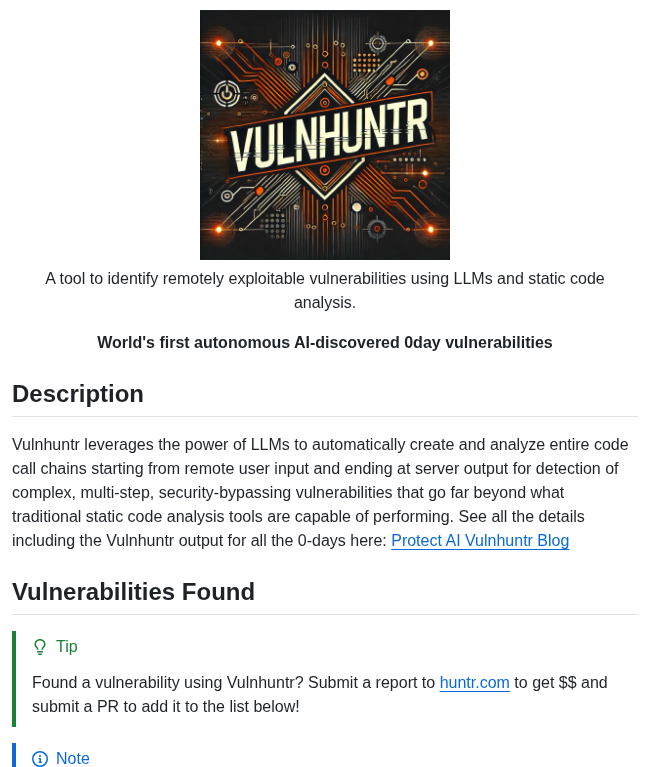 VULNHUNTR
A tool to identify remotely exploitable vulnerabilities using LLMs and static code
analysis.
World's first autonomous AI-discovered 0day vulnerabilities
Description
Vulnhuntr leverages the power of LLMs to automatically create and analyze entire code
call chains starting from remote user input and ending at server output for detection of
complex, multi-step, security-bypassing vulnerabilities that go far beyond what
traditional static code analysis tools are capable of performing. See all the details
including the Vulnhuntr output for all the 0-days here: Protect AI Vulnhuntr Blog
Vulnerabilities Found
Tip
Found a vulnerability using Vulnhuntr? Submit a report to huntr.com to get $$ and
submit a PR to add it to the list below!
Note